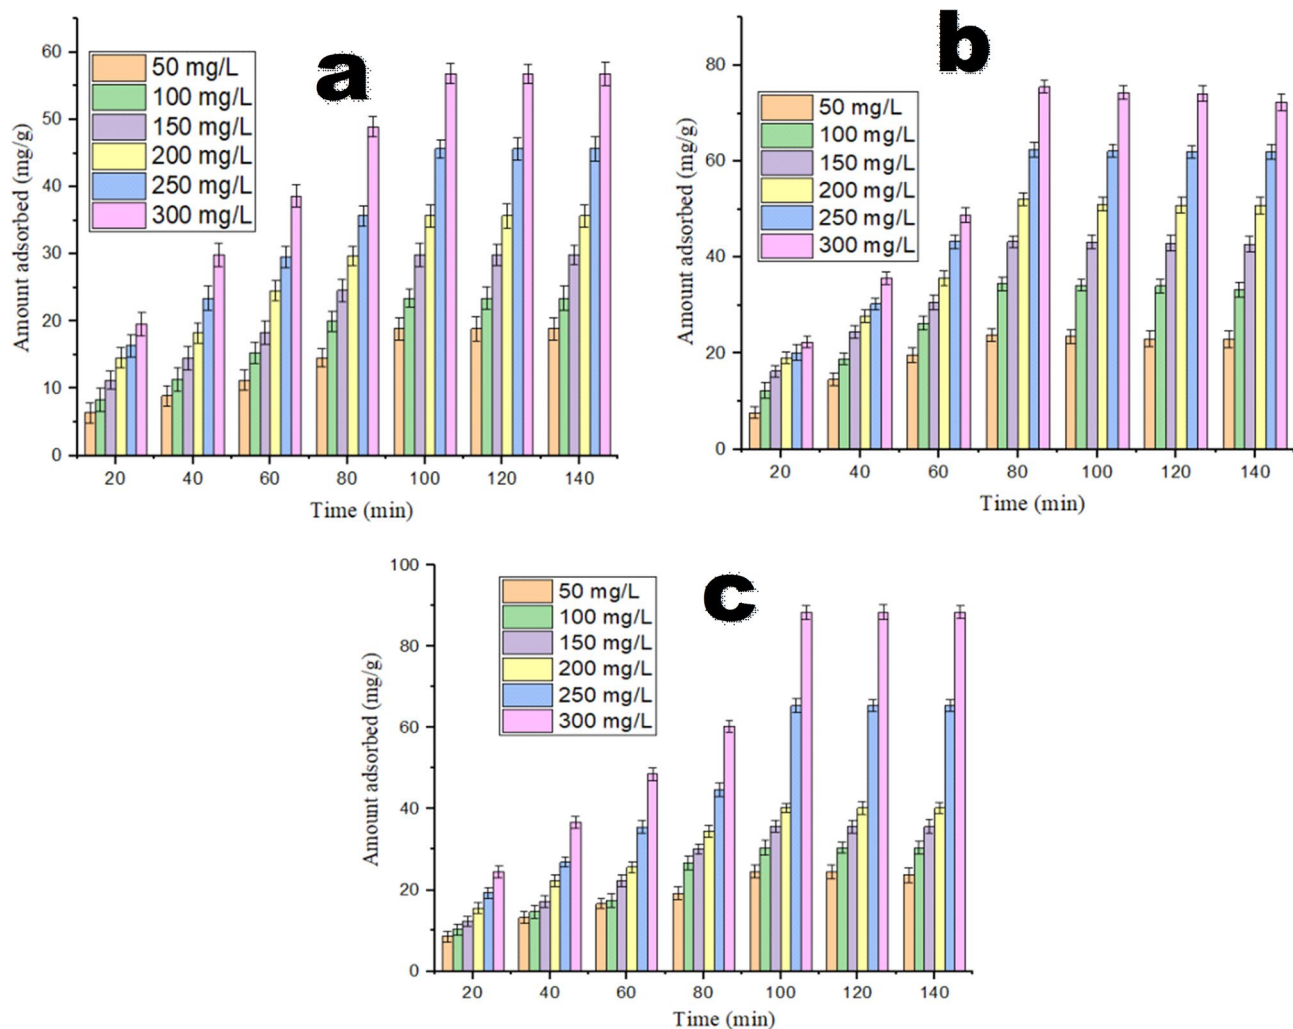 a
60
50
40
30
20
10
0
Amount adsorbed (mg/g)
50 mg/L
100 mg/L
150 mg/L
200 mg/L
250 mg/L
300 mg/L
20 40 60 80 100 120 140
Time (min)
b
80
60
40
20
0
Amount adsorbed (mg/g)
50 mg/L
100 mg/L
150 mg/L
200 mg/L
250 mg/L
300 mg/L
20 40 60 80 100 120 140
Time (min)
c
100
80
60
40
20
0
Amount adsorbed (mg/g)
50 mg/L
100 mg/L
150 mg/L
200 mg/L
250 mg/L
300 mg/L
20 40 60 80 100 120 140
Time (min)